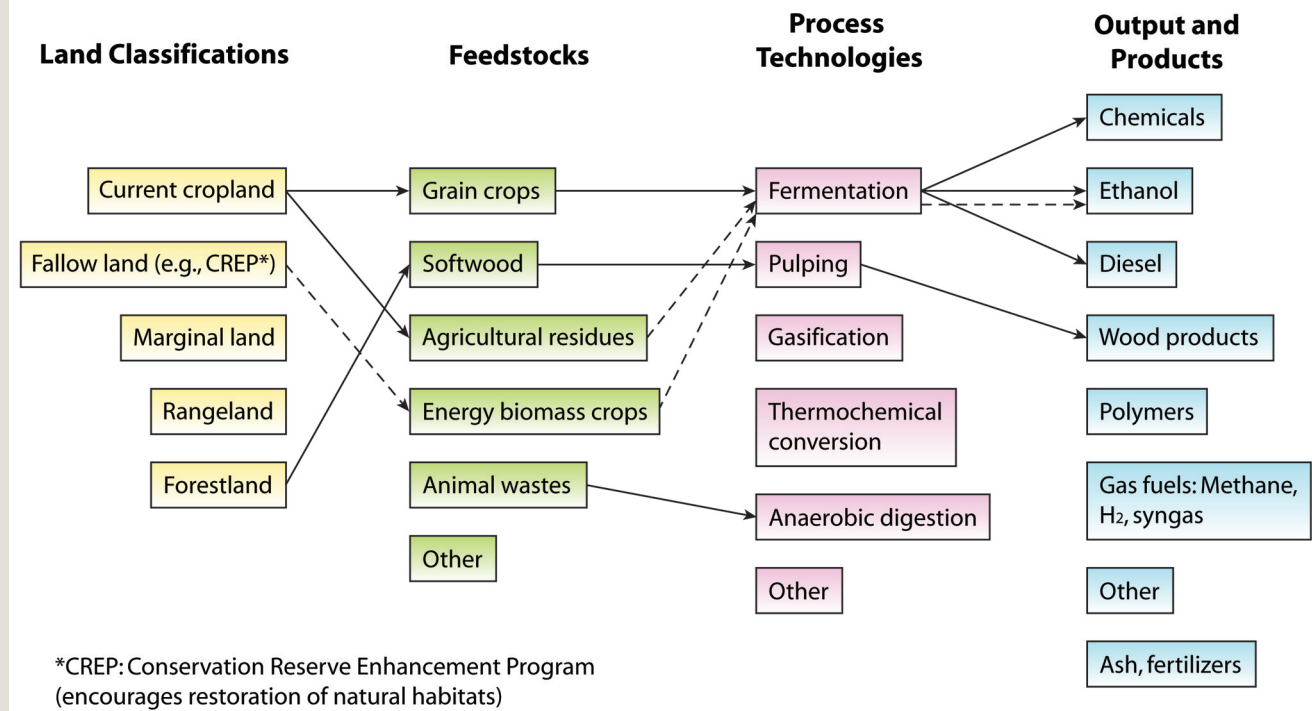 Land Classifications
Feedstocks
Process
Technologies
Output and
Products
Current cropland
Fallow land (e.g., CREP*)
Marginal land
Rangeland
Forestland
Grain crops
Softwood
Agricultural residues
Energy biomass crops
Animal wastes
Other
Fermentation
Pulping
Gasification
Thermochemical
conversion
Anaerobic digestion
Other
Chemicals
Ethanol
Diesel
Wood products
Polymers
Gas fuels: Methane,
H2, syngas
Other
Ash, fertilizers
*CREP: Conservation Reserve Enhancement Program
(encourages restoration of natural habitats)